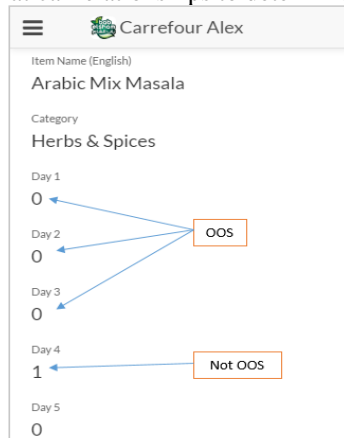 Carrefour Alex
Item Name (English)
Arabic Mix Masala
Category
Herbs & Spices
Day 1
0
Day 2
0
OOS
Day 3
0
Day 4
1
Not OOS
Day 5
0